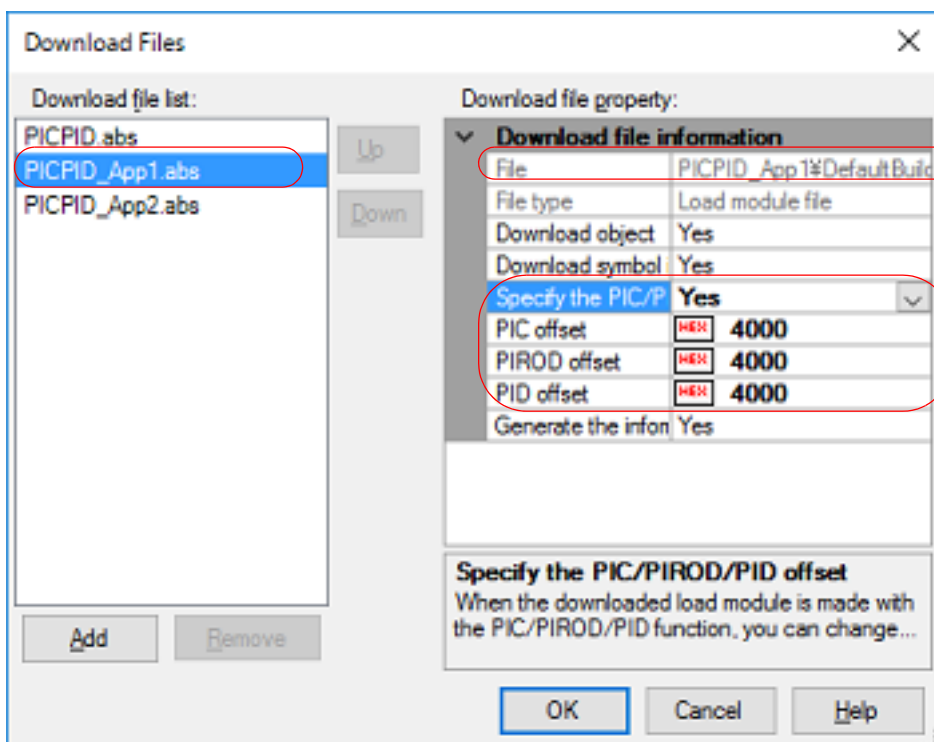 Download Files
Download file list:
PICPID.abs
PICPID_App1.abs
PICPID_App2.abs
Up
Down
Add
Remove
Download file property:
Download file information
File PICPID_App1¥DefaultBuild
File type Load module file
Download object Yes
Download symbol Yes
Specify the PIC/P Yes
PIC offset HEX 4000
PIROD offset HEX 4000
PID offset HEX 4000
Generate the infor Yes
Specify the PIC/PIROD/PID offset
When the downloaded load module is made with
the PIC/PIROD/PID function, you can change...
OK
Cancel
Help